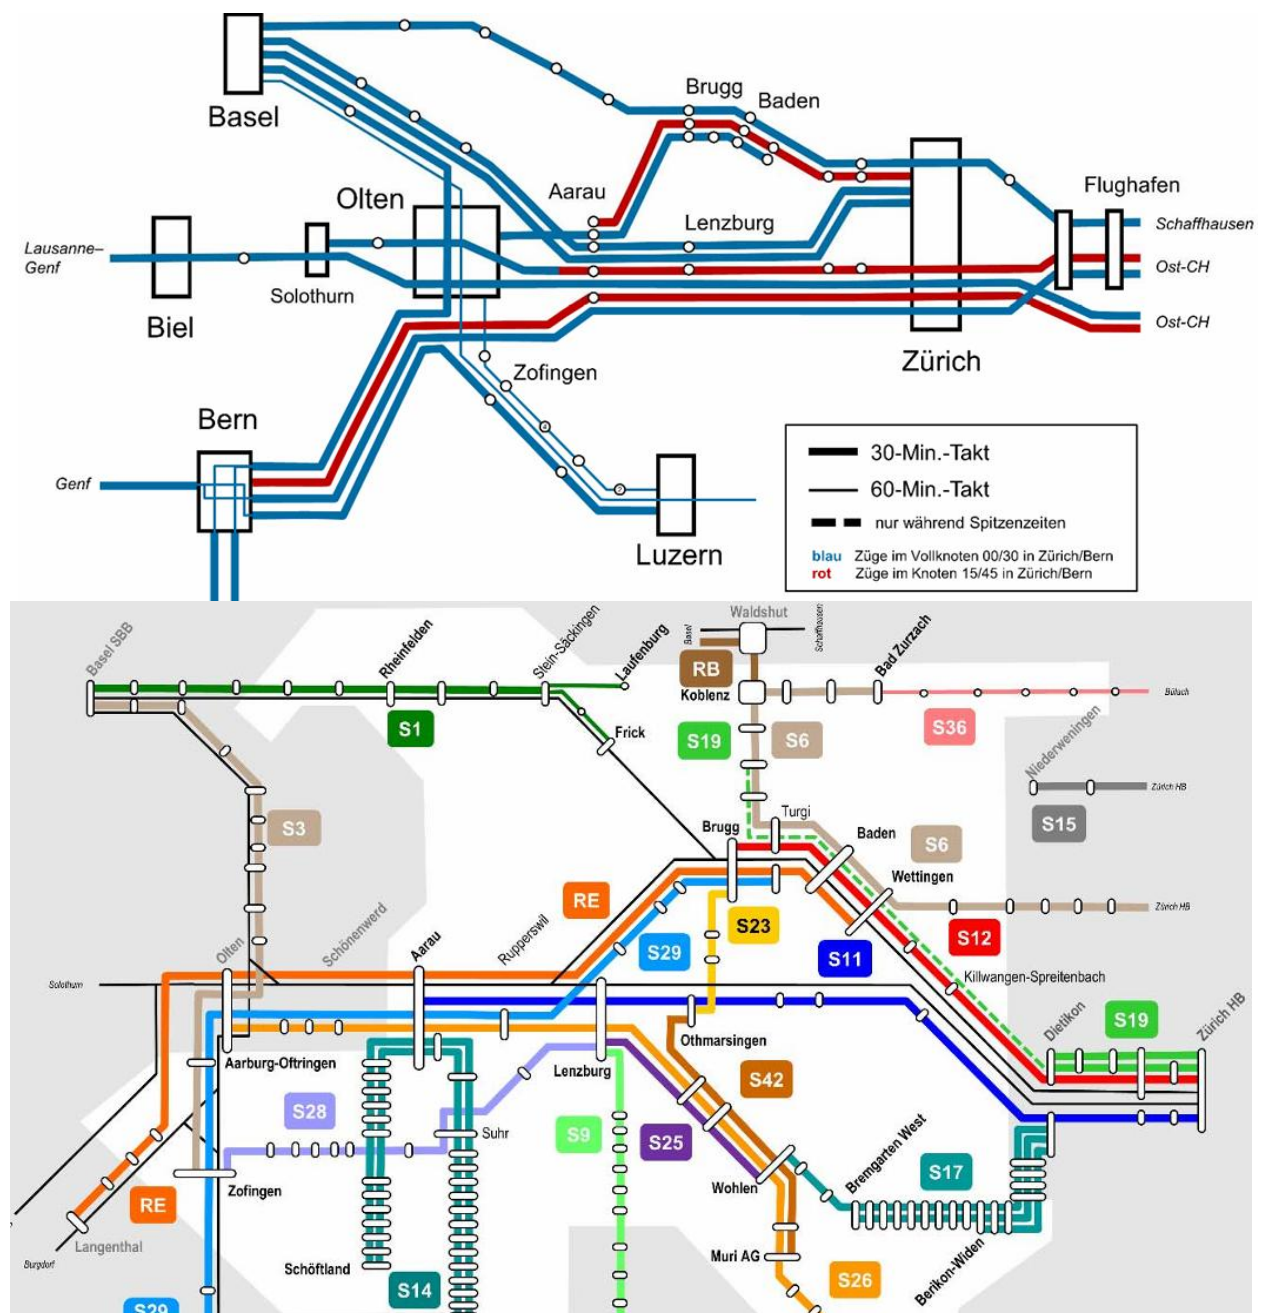 Basel
Brugg
Baden
Olten
Aarau
Lenzburg
Flughafen
Schaffhausen
Lausanne–
Genf
Ost-CH
Solothurn
Biel
Ost-CH
Zofingen
Zürich
Bern
Genf
Luzern
30-Min.-Takt
60-Min.-Takt
nur während Spitzenzeiten
blau Züge im Vollknoten 00/30 in Zürich/Bern
rot Züge im Knoten 15/45 in Zürich/Bern
4
2
Basel SBB
Rheinfelden
Stein-Säckingen
Laufenburg
Waldshut
Basel
Schaffhausen
RB
Koblenz
Bad Zurzach
Bülach
S1
Frick
S19
S6
S36
Niederweningen
Zürich HB
S15
S3
Turgi
Brugg
Baden
S6
Wettingen
Zürich HB
RE
S23
S12
Olten
Schönenwerd
Aarau
Rupperswil
S29
S11
Killwangen-Spreitenbach
Solothurn
Dietikon
S19
Zürich HB
Othmarsingen
Aarburg-Oftringen
Lenzburg
S42
S28
Suhr
S9
S25
Bremgarten West
S17
Wohlen
RE
Zofingen
Langenthal
Burgdorf
Schöftland
S14
Muri AG
S26
Berikon-Widen
S29